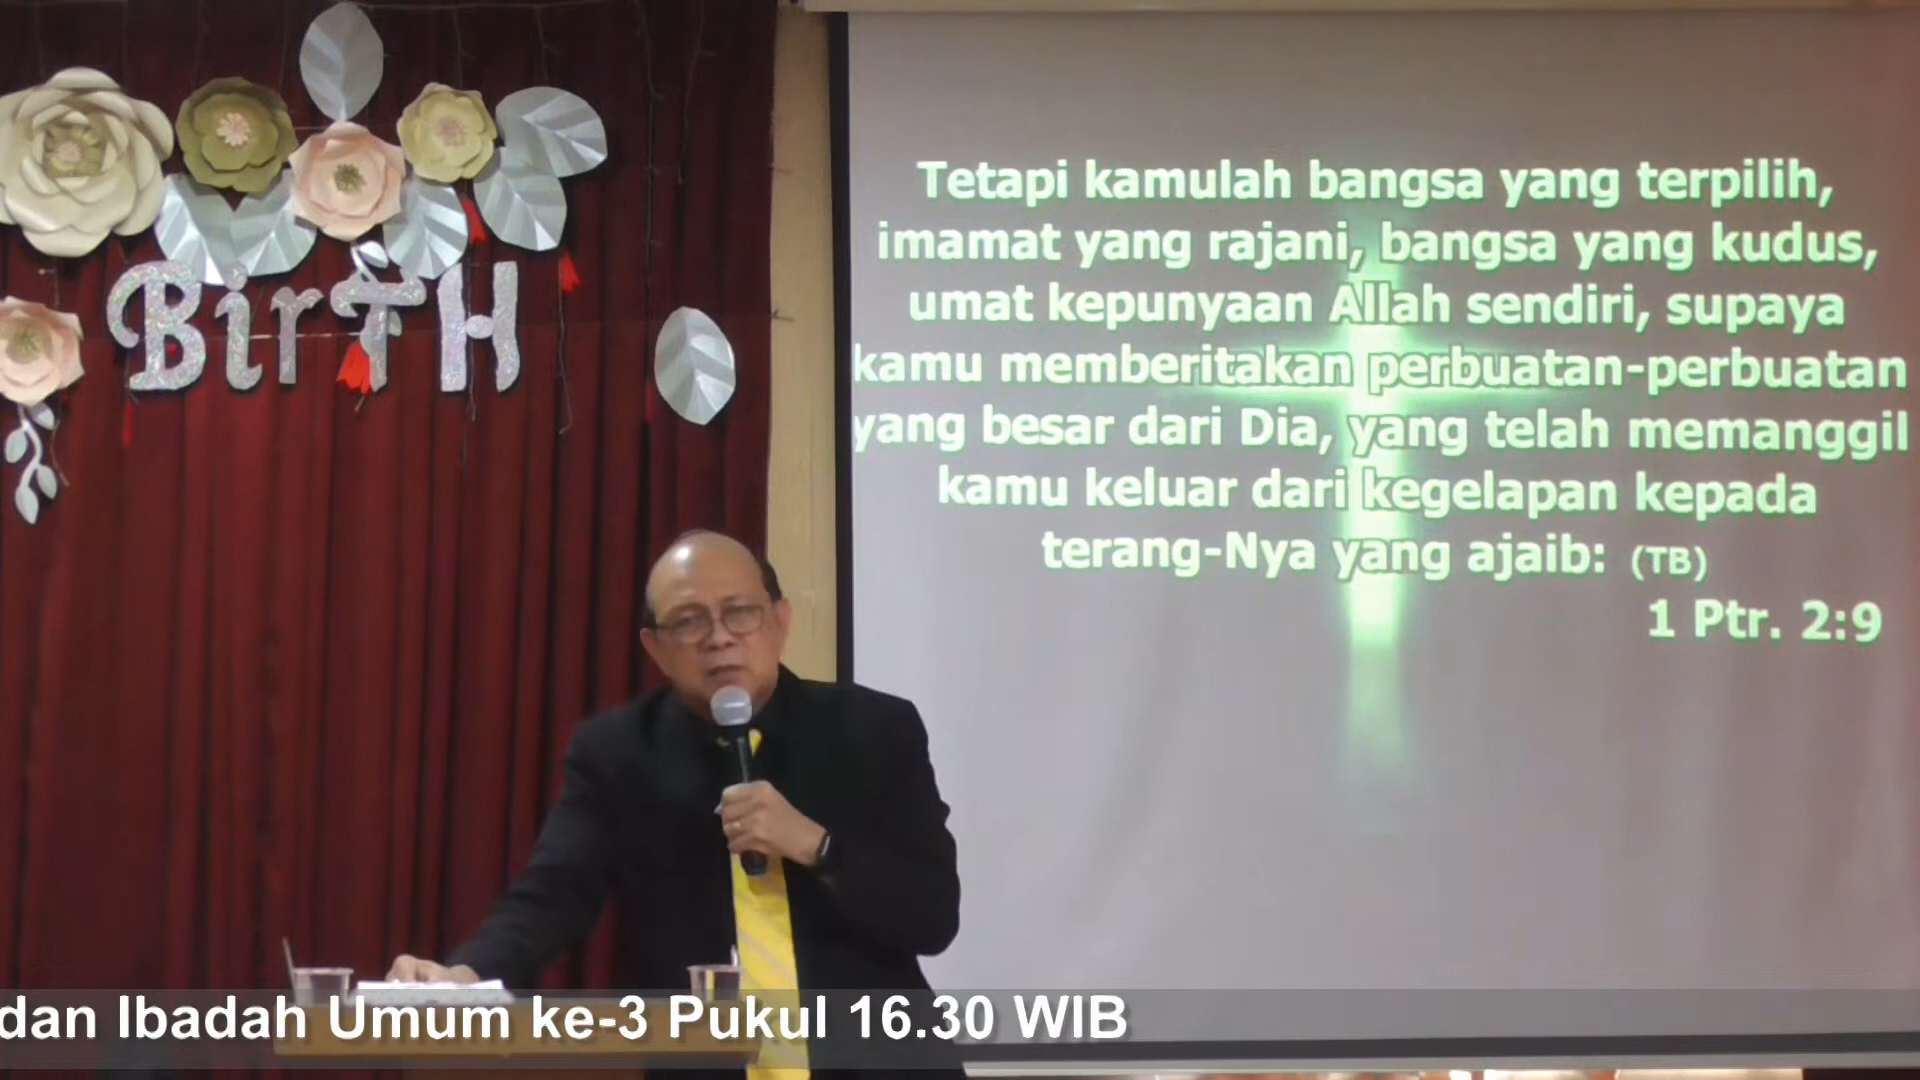 BirTH
Tetapi kamulah bangsa yang terpilih,
imamat yang rajani, bangsa yang kudus,
umat kepunyaan Allah sendiri, supaya
kamu memberitakan perbuatan-perbuatan
yang besar dari Dia, yang telah memanggil
kamu keluar dari kegelapan kepada
terang-Nya yang ajaib: (TB)
1 Ptr. 2:9
dan Ibadah Umum ke-3 Pukul 16.30 WIB